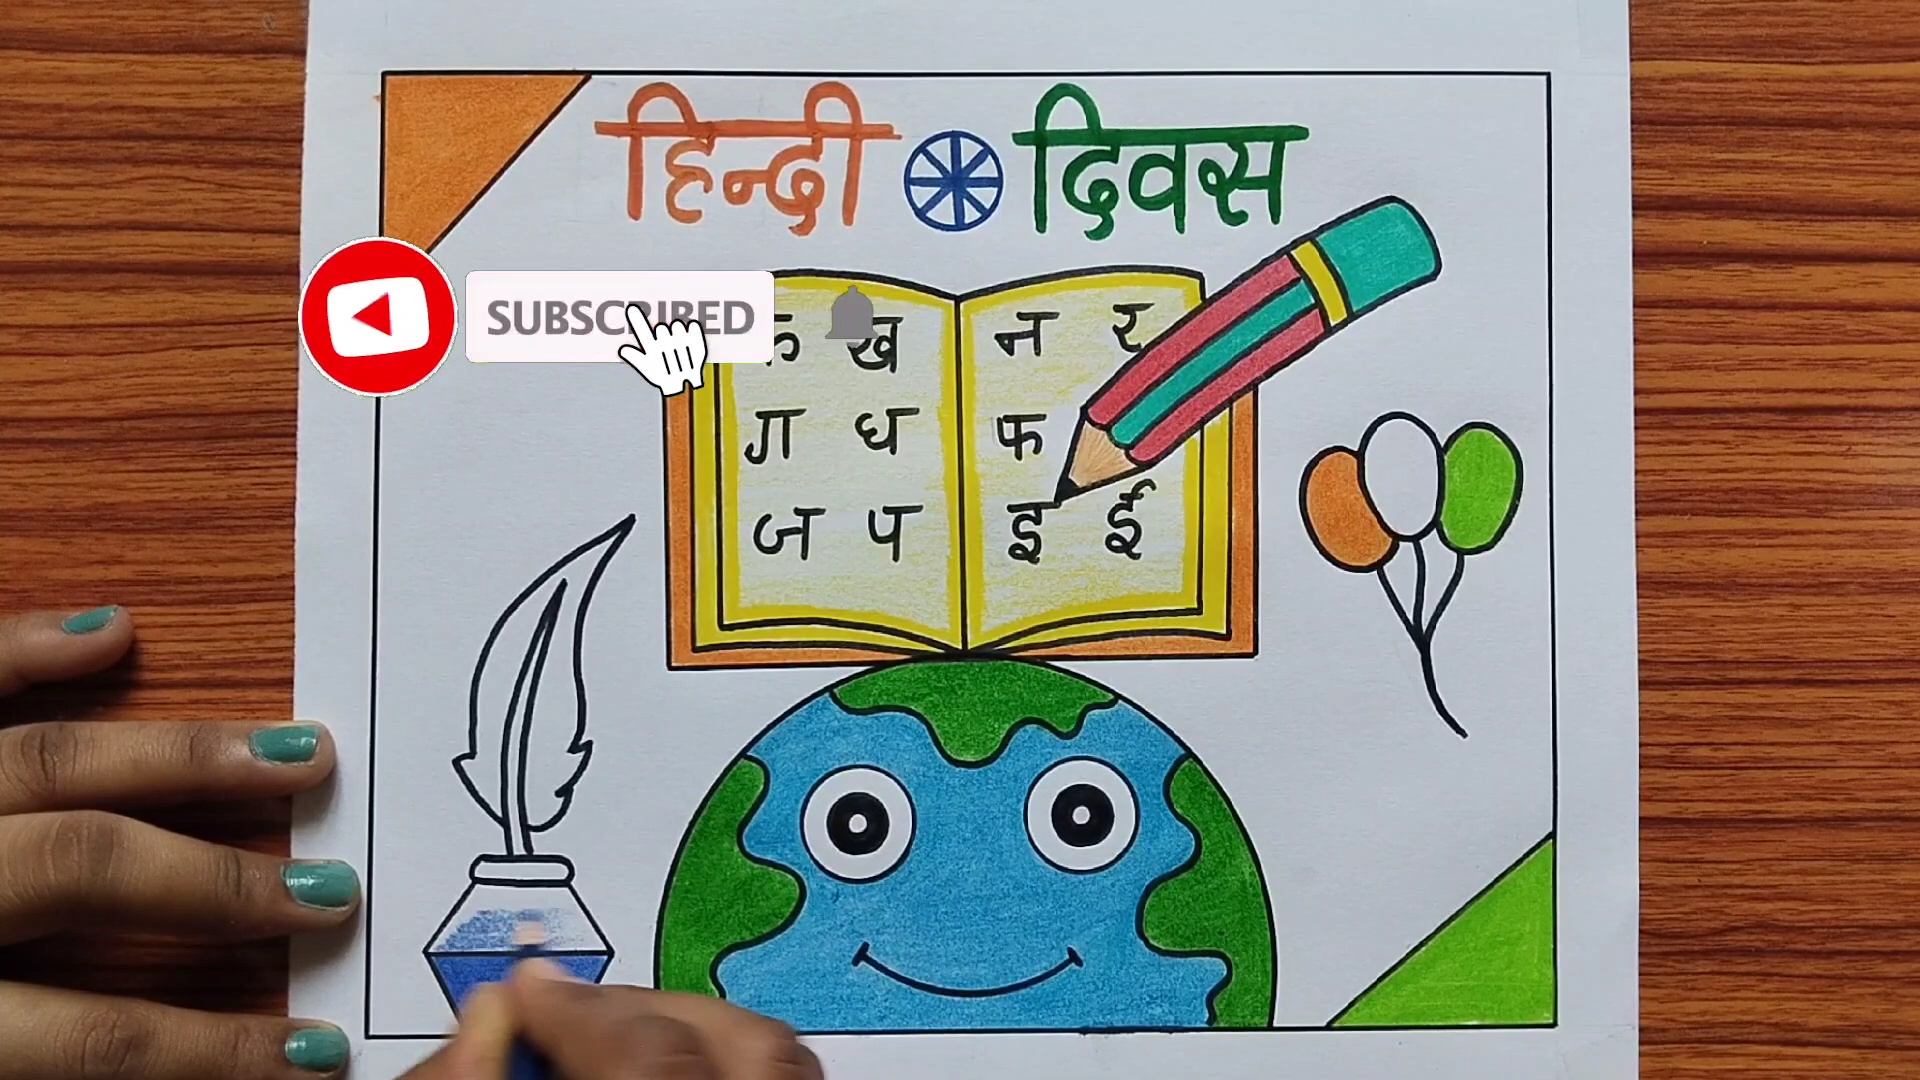 हिन्दी दिवस
SUBSCRIBED
क ख न र
ग ध फ
ज प इ ई